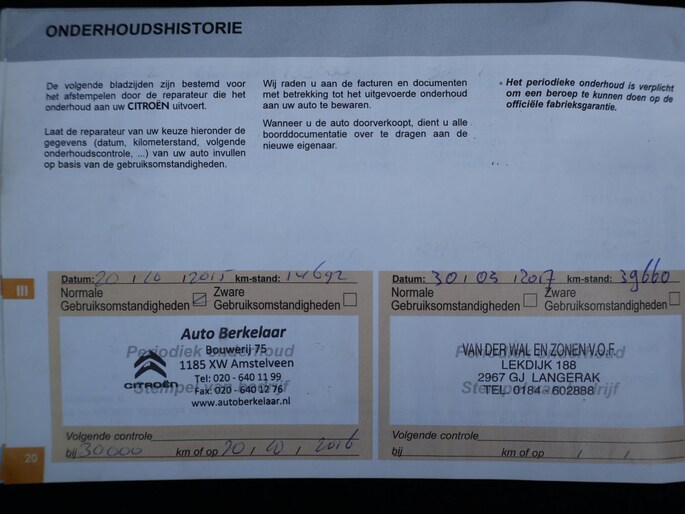 ONDERHOUDSHISTORIE
De volgende bladzijden zijn bestemd voor
het afstempelen door de reparateur die het
onderhoud aan uw CITROËN uitvoert.
Laat de reparateur van uw keuze hieronder de
gegevens (datum, kilometerstand, volgende
onderhoudscontrole, ...) van uw auto invullen
op basis van de gebruiksomstandigheden.
Wij raden u aan de facturen en documenten
met betrekking tot het uitgevoerde onderhoud
aan uw auto te bewaren.
Wanneer u de auto doorverkoopt, dient u alle
boorddocumentatie over te dragen aan de
nieuwe eigenaar.
• Het periodieke onderhoud is verplicht
om een beroep te kunnen doen op de
officiële fabrieksgarantie.
III
Datum: 20 / 10 / 2015 km-stand: 14692
Normale Zware
Gebruiksomstandigheden Gebruiksomstandigheden
Periodiek onderhoud
Stempel van bedrijf
Auto Berkelaar
Bouwerij 75
1185 XW Amstelveen
Tel: 020 - 640 11 99
Fax: 020 - 640 12 76
www.autoberkelaar.nl
CITROËN
Volgende controle
bij 30000 km of op 20 / 10 / 2016
Datum: 30 / 03 / 2017 km-stand: 39660
Normale Zware
Gebruiksomstandigheden Gebruiksomstandigheden
VAN DER WAL EN ZONEN V.O.F.
LEKDIJK 188
2967 GJ LANGERAK
TEL. 0184 - 602888
Volgende controle
bij km of op / /
20